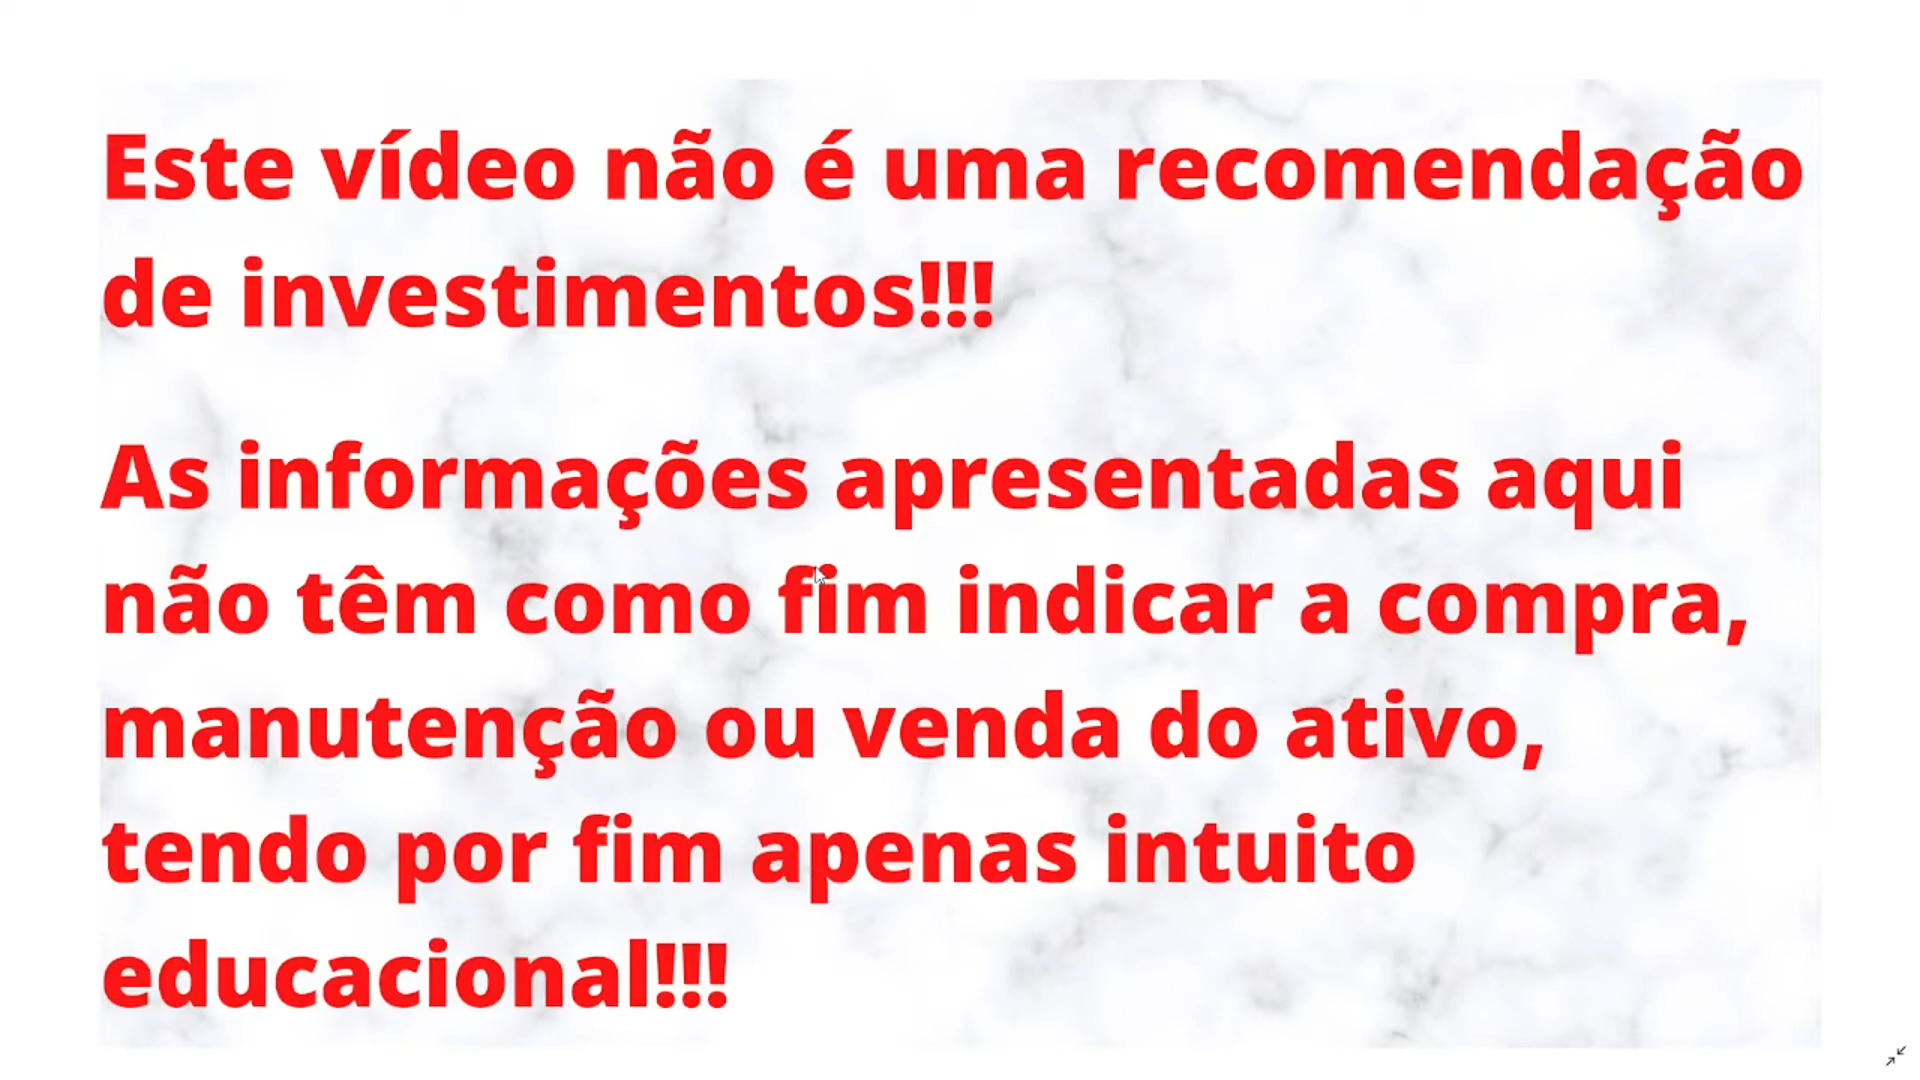 Este vídeo não é uma recomendação
de investimentos!!!
As informações apresentadas aqui
não têm como fim indicar a compra,
manutenção ou venda do ativo,
tendo por fim apenas intuito
educacional!!!